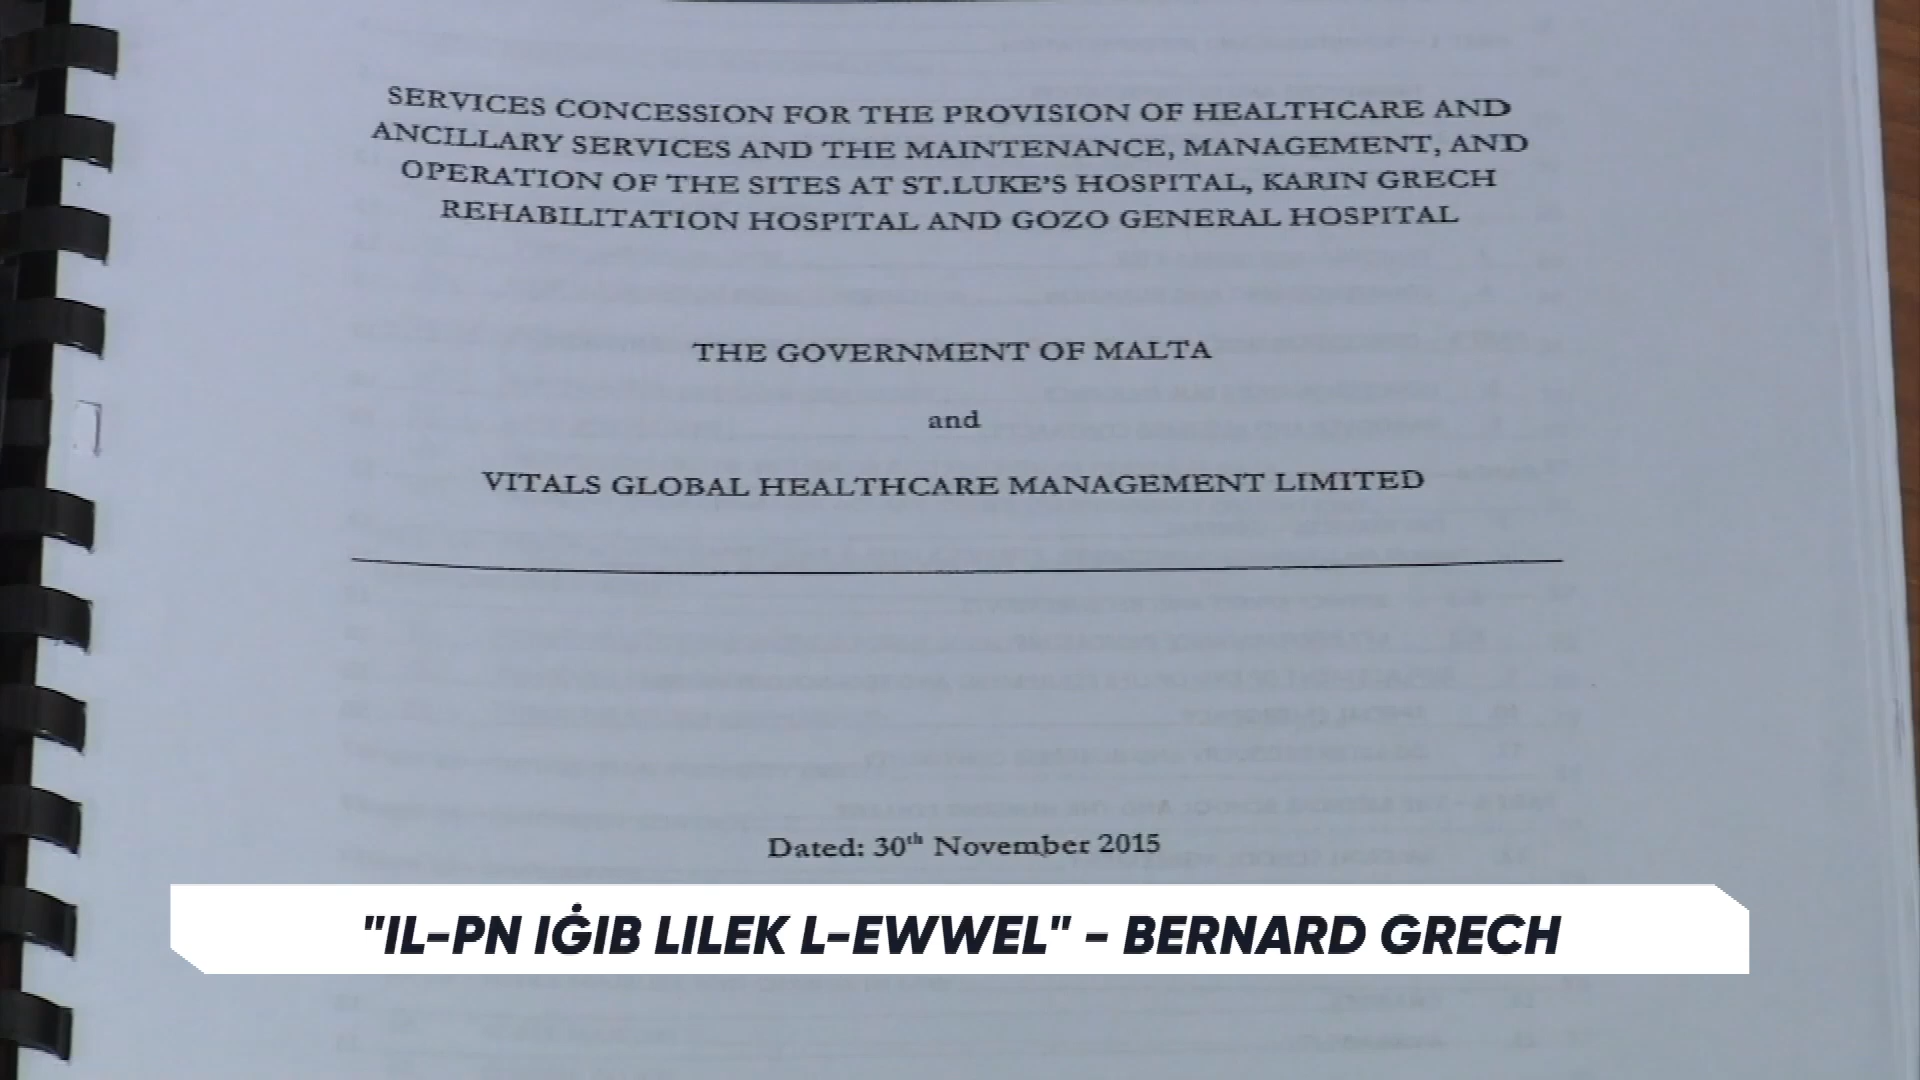 SERVICES CONCESSION FOR THE PROVISION OF HEALTHCARE AND
ANCILLARY SERVICES AND THE MAINTENANCE, MANAGEMENT, AND
OPERATION OF THE SITES AT ST.LUKE'S HOSPITAL, KARIN GRECH
REHABILITATION HOSPITAL AND GOZO GENERAL HOSPITAL
THE GOVERNMENT OF MALTA
and
VITALS GLOBAL HEALTHCARE MANAGEMENT LIMITED
Dated: 30th November 2015
"IL-PN IĠIB LILEK L-EWWEL" - BERNARD GRECH